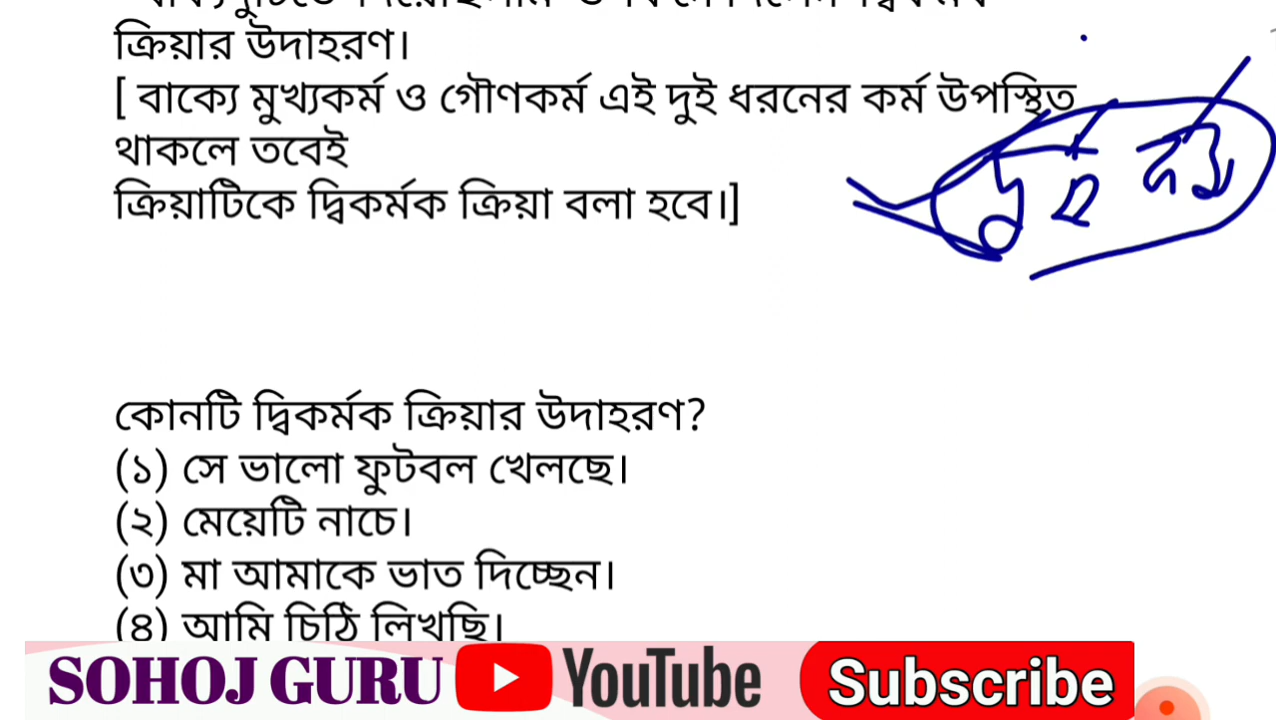 ক্রিয়ার উদাহরণ।
[ বাক্যে মুখ্যকর্ম ও গৌণকর্ম এই দুই ধরনের কর্ম উপস্থিত
থাকলে তবেই
ক্রিয়াটিকে দ্বিকর্মক ক্রিয়া বলা হবে।]
কোনটি দ্বিকর্মক ক্রিয়ার উদাহরণ?
(১) সে ভালো ফুটবল খেলছে।
(২) মেয়েটি নাচে।
(৩) মা আমাকে ভাত দিচ্ছেন।
(৪) আমি চিঠি লিখছি।
SOHOJ GURU YouTube Subscribe